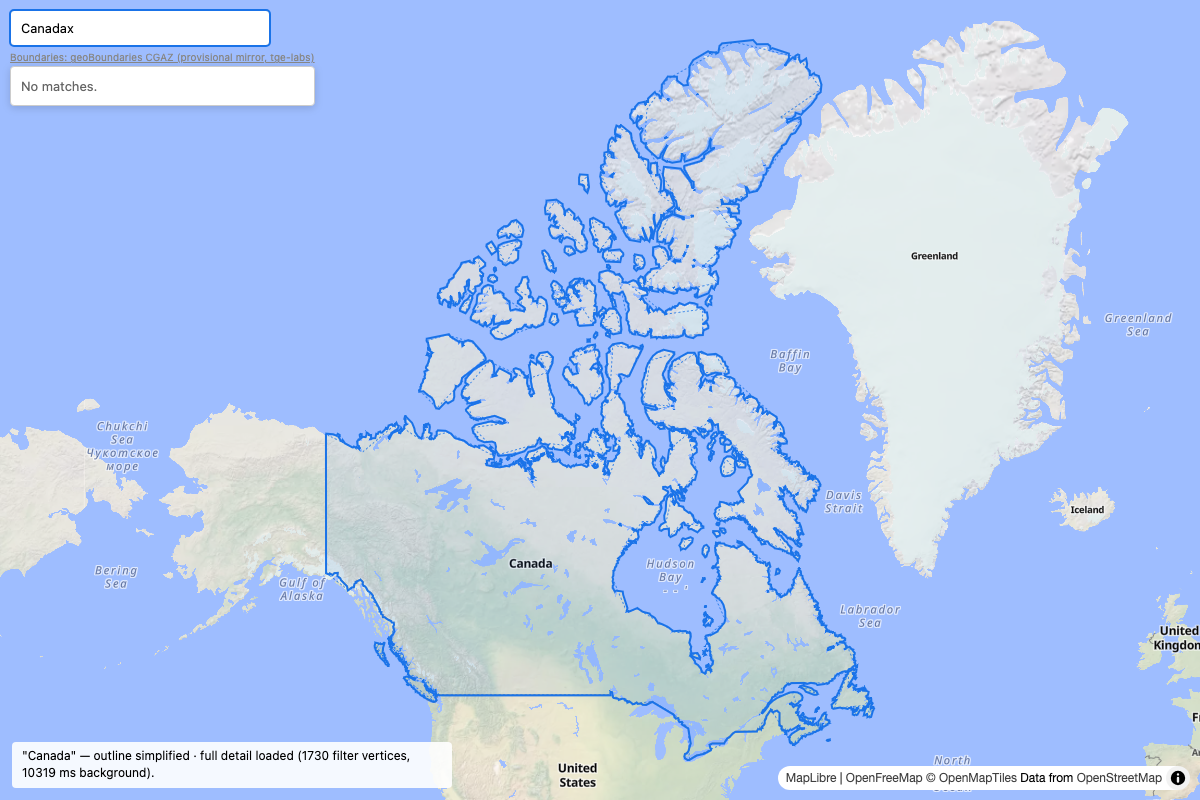 Canadax
Boundaries: geoBoundaries CGAZ (provisional mirror, tqe-labs)
No matches.
Greenland
Greenland
Sea
Baffin
Bay
Chukchi
Sea
Чукотское
море
Davis
Strait
Iceland
Canada
Hudson
Bay
Bering
Sea
Gulf of
Alaska
Labrador
Sea
United
Kingdom
"Canada" — outline simplified · full detail loaded (1730 filter vertices,
10319 ms background).
United
States
North
MapLibre | OpenFreeMap © OpenMapTiles Data from OpenStreetMap